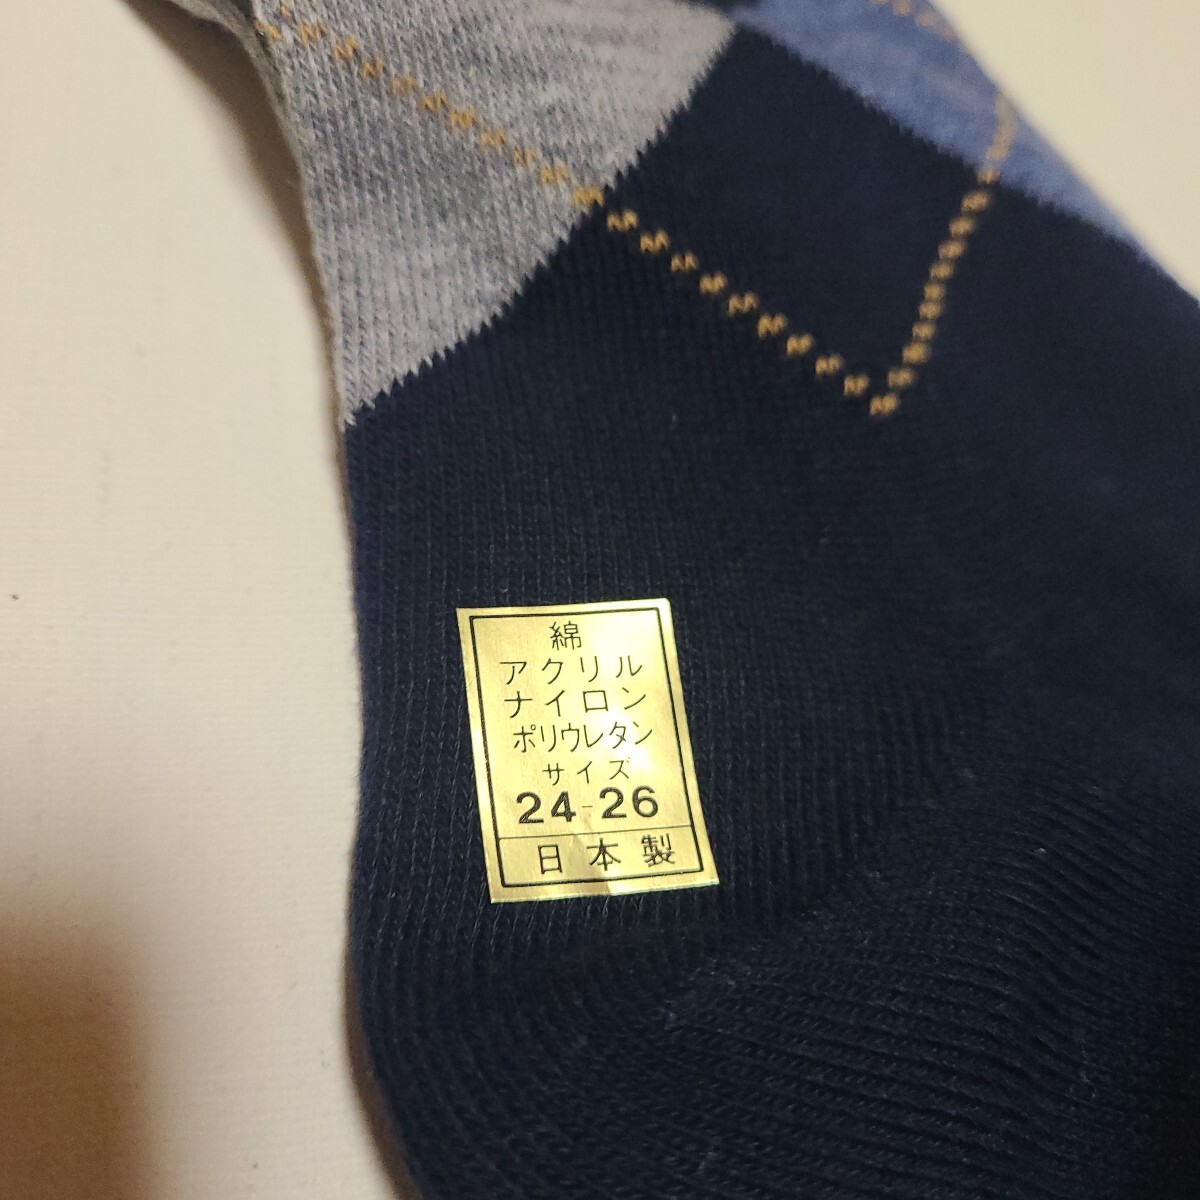 綿
アクリル
ナイロン
ポリウレタン
サイズ
24-26
日本製